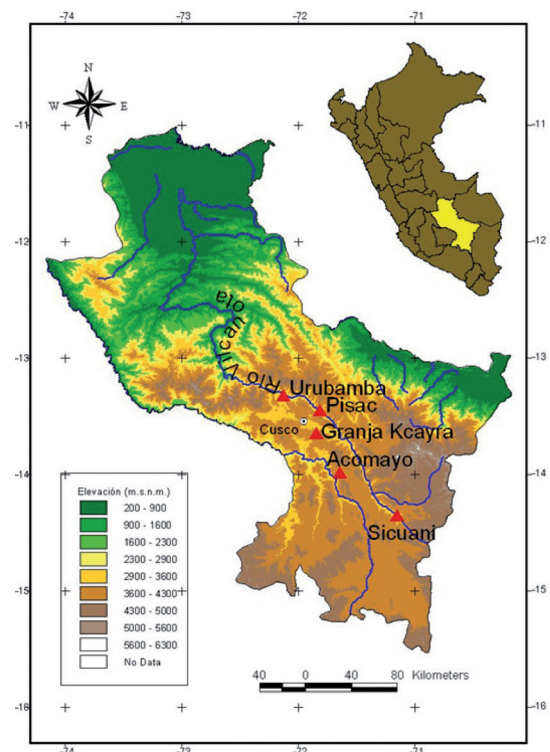 -74 -73 -72 -71
N
W E
S
-11 -11
-12 -12
-13 -13
-14 -14
-15 -15
-16 -16
Río Vilcanota
Urubamba
Pisac
Cusco
Granja Kcayra
Acomayo
Sicuani
Elevación (m.s.n.m.)
200 - 900
900 - 1600
1600 - 2300
2300 - 2900
2900 - 3600
3600 - 4300
4300 - 5000
5000 - 5600
5600 - 6300
No Data
40 0 40 80 Kilometers
-74 -73 -72 -71